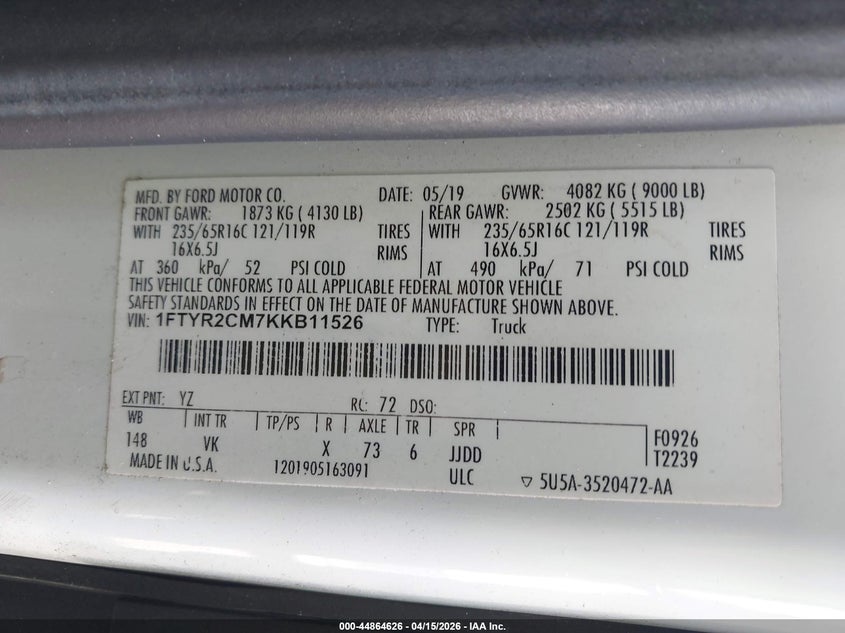 MFD. BY FORD MOTOR CO. DATE: 05/19 GVWR: 4082 KG ( 9000 LB)
FRONT GAWR: 1873 KG ( 4130 LB) REAR GAWR: 2502 KG ( 5515 LB)
WITH 235/65R16C 121/119R TIRES WITH 235/65R16C 121/119R TIRES
16X6.5J RIMS 16X6.5J RIMS
AT 360 kPa/ 52 PSI COLD AT 490 kPa/ 71 PSI COLD
THIS VEHICLE CONFORMS TO ALL APPLICABLE FEDERAL MOTOR VEHICLE
SAFETY STANDARDS IN EFFECT ON THE DATE OF MANUFACTURE SHOWN ABOVE.
VIN: 1FTYR2CM7KKB11526 TYPE: Truck
EXT PNT: YZ RC: 72 DSO:
WB INT TR TP/PS R AXLE TR SPR
148 VK X 73 6 JJDD F0926
MADE IN U.S.A. 1201905163091 ULC T2239
5U5A-3520472-AA
000-44864626 - 04/15/2026 - IAA Inc.